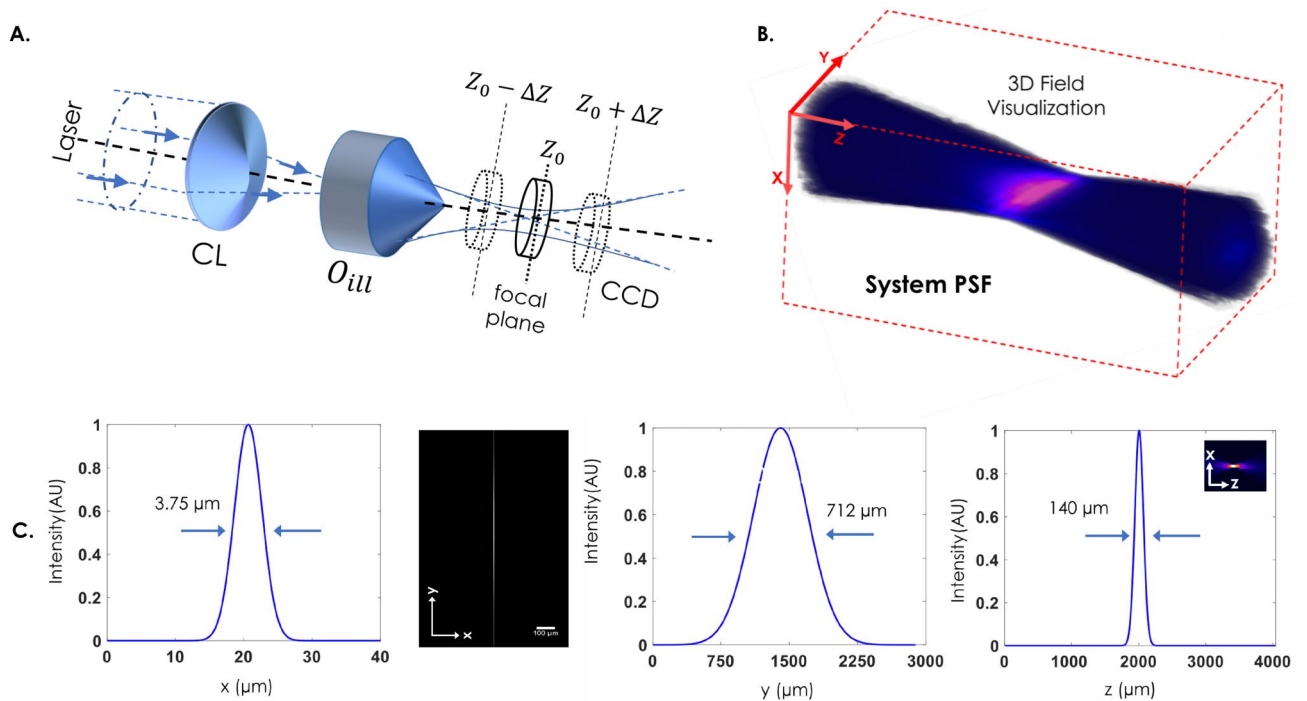 A.
Laser
CL
O_ill
Z_0 − ΔZ
Z_0
Z_0 + ΔZ
focal
plane
CCD
B.
Y
Z
X
3D Field
Visualization
System PSF
C.
Intensity(AU)
1
0.8
0.6
0.4
0.2
0
3.75 µm
0 10 20 30 40
x (µm)
y
x
100 µm
Intensity(AU)
1
0.8
0.6
0.4
0.2
0
712 µm
0 750 1500 2250 3000
y (µm)
Intensity(AU)
1
0.8
0.6
0.4
0.2
0
140 µm
X
Z
0 1000 2000 3000 4000
z (µm)